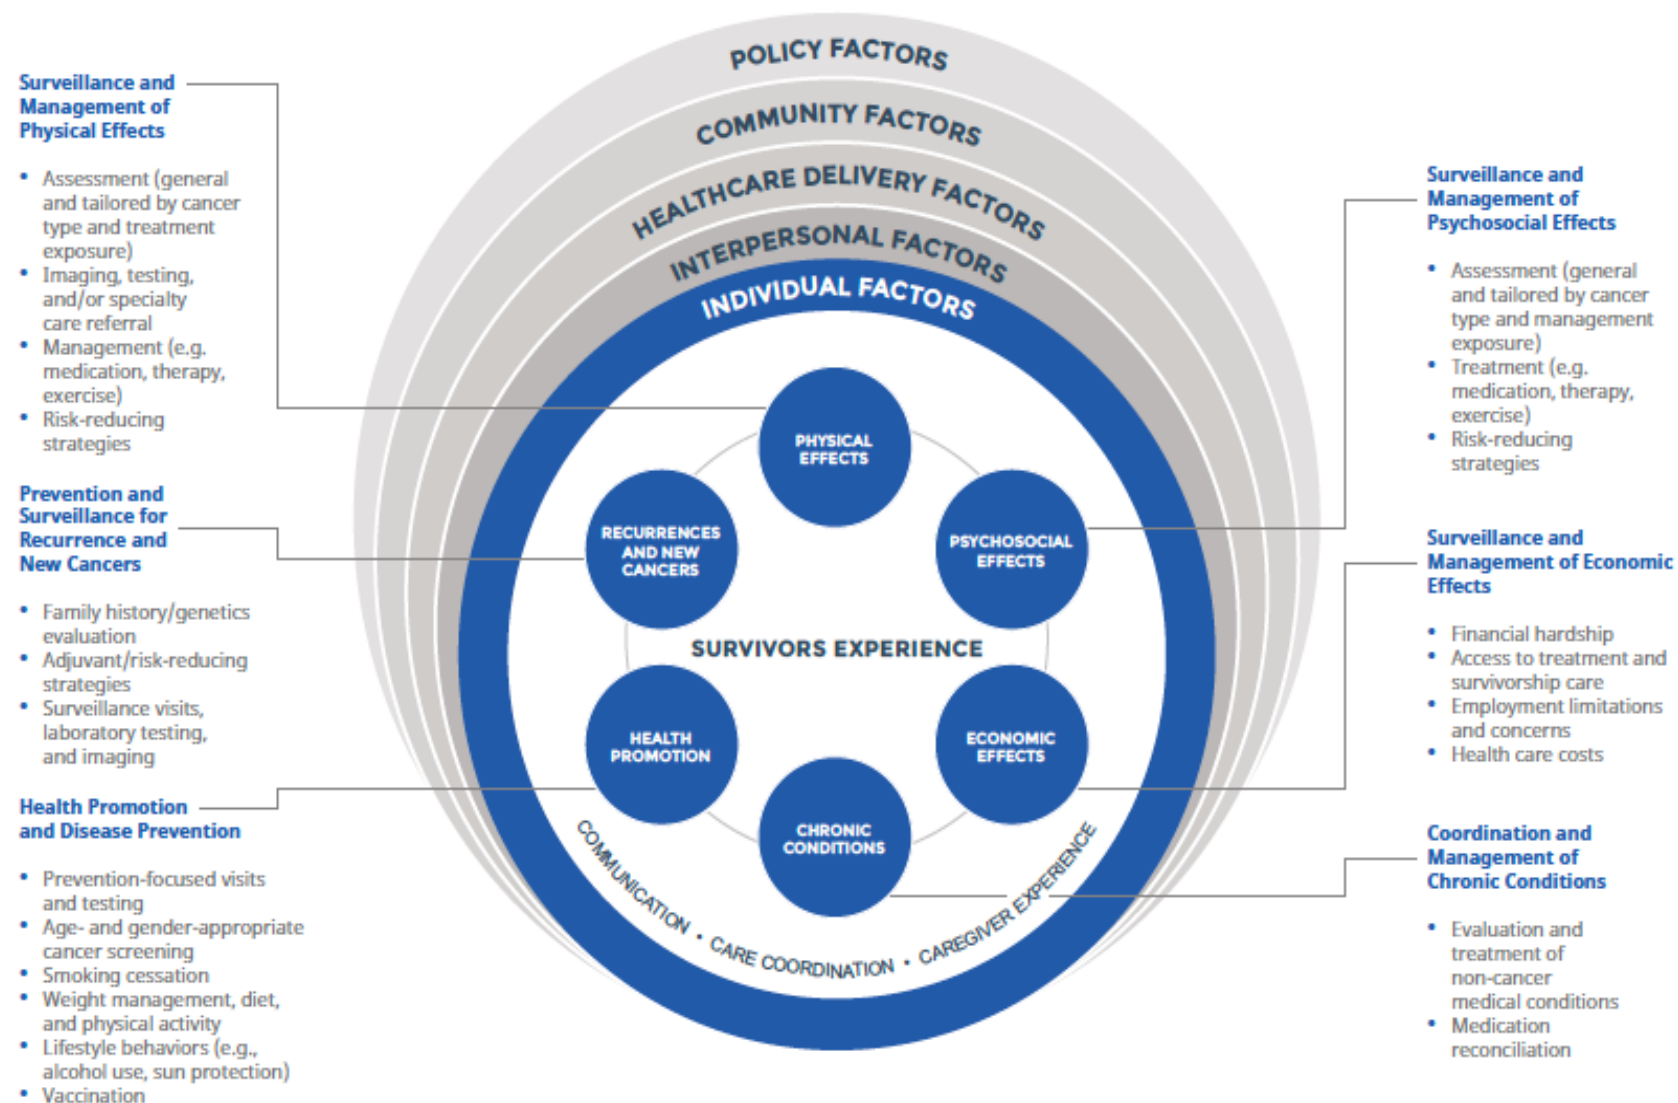 POLICY FACTORS
COMMUNITY FACTORS
HEALTHCARE DELIVERY FACTORS
INTERPERSONAL FACTORS
INDIVIDUAL FACTORS
Surveillance and
Management of
Physical Effects
• Assessment (general
and tailored by cancer
type and treatment
exposure)
• Imaging, testing,
and/or specialty
care referral
• Management (e.g.
medication, therapy,
exercise)
• Risk-reducing
strategies
Prevention and
Surveillance for
Recurrence and
New Cancers
• Family history/genetics
evaluation
• Adjuvant/risk-reducing
strategies
• Surveillance visits,
laboratory testing,
and imaging
Health Promotion
and Disease Prevention
• Prevention-focused visits
and testing
• Age- and gender-appropriate
cancer screening
• Smoking cessation
• Weight management, diet,
and physical activity
• Lifestyle behaviors (e.g.,
alcohol use, sun protection)
• Vaccination
PHYSICAL
EFFECTS
RECURRENCES
AND NEW
CANCERS
PSYCHOSOCIAL
EFFECTS
SURVIVORS EXPERIENCE
HEALTH
PROMOTION
ECONOMIC
EFFECTS
CHRONIC
CONDITIONS
COMMUNICATION • CARE COORDINATION • CAREGIVER EXPERIENCE
Surveillance and
Management of
Psychosocial Effects
• Assessment (general
and tailored by cancer
type and management
exposure)
• Treatment (e.g.
medication, therapy,
exercise)
• Risk-reducing
strategies
Surveillance and
Management of Economic
Effects
• Financial hardship
• Access to treatment and
survivorship care
• Employment limitations
and concerns
• Health care costs
Coordination and
Management of
Chronic Conditions
• Evaluation and
treatment of
non-cancer
medical conditions
• Medication
reconciliation